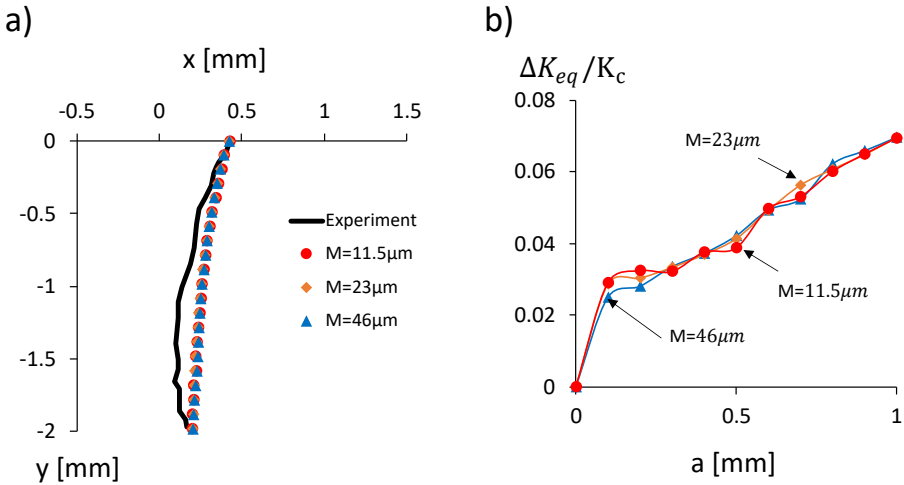 a)
x [mm]
-0.5 0 0.5 1 1.5
0
-0.5
-1
-1.5
-2
Experiment
M=11.5μm
M=23μm
M=46μm
y [mm]
b)
ΔK_eq/K_c
0.08
0.06
0.04
0.02
0
M=23μm
M=11.5μm
M=46μm
0 0.5 1
a [mm]